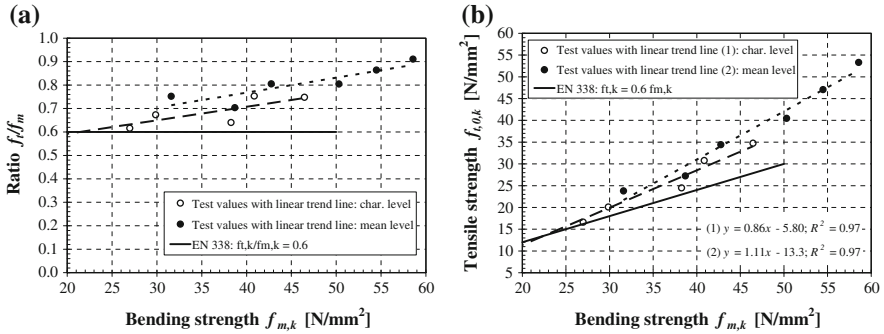 (a)
1.0
0.9
0.8
0.7
0.6
0.5
0.4
0.3
0.2
0.1
0.0
Ratio ft/fm
Test values with linear trend line: char. level
Test values with linear trend line: mean level
EN 338: ft,k/fm,k = 0.6
20 25 30 35 40 45 50 55 60
Bending strength fm,k [N/mm²]
(b)
60
55
50
45
40
35
30
25
20
15
10
5
Tensile strength ft,0,k [N/mm²]
Test values with linear trend line (1): char. level
Test values with linear trend line (2): mean level
EN 338: ft,k = 0.6 fm,k
(1) y = 0.86x - 5.80; R² = 0.97
(2) y = 1.11x - 13.3; R² = 0.97
20 25 30 35 40 45 50 55 60
Bending strength fm,k [N/mm²]